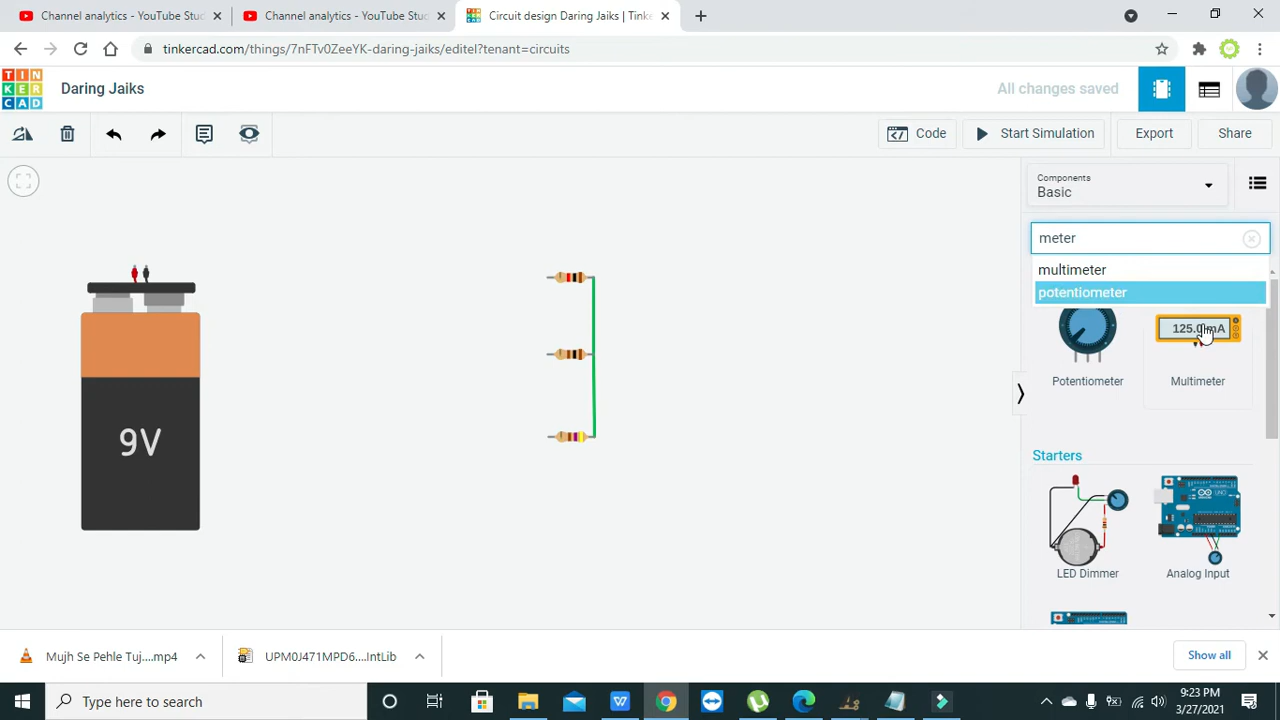 Channel analytics - YouTube Stud
Channel analytics - YouTube Stud
Circuit design Daring Jaiks | Tinke
tinkercad.com/things/7nFTv0ZeeYK-daring-jaiks/editel?tenant=circuits
TIN
KER
CAD
Daring Jaiks
All changes saved
Code
Start Simulation
Export
Share
Components
Basic
meter
multimeter
potentiometer
Potentiometer
Multimeter
9V
Starters
LED Dimmer
Analog Input
Mujh Se Pehle Tuj....mp4
UPM0J471MPD6....IntLib
Show all
Type here to search
9:23 PM
3/27/2021